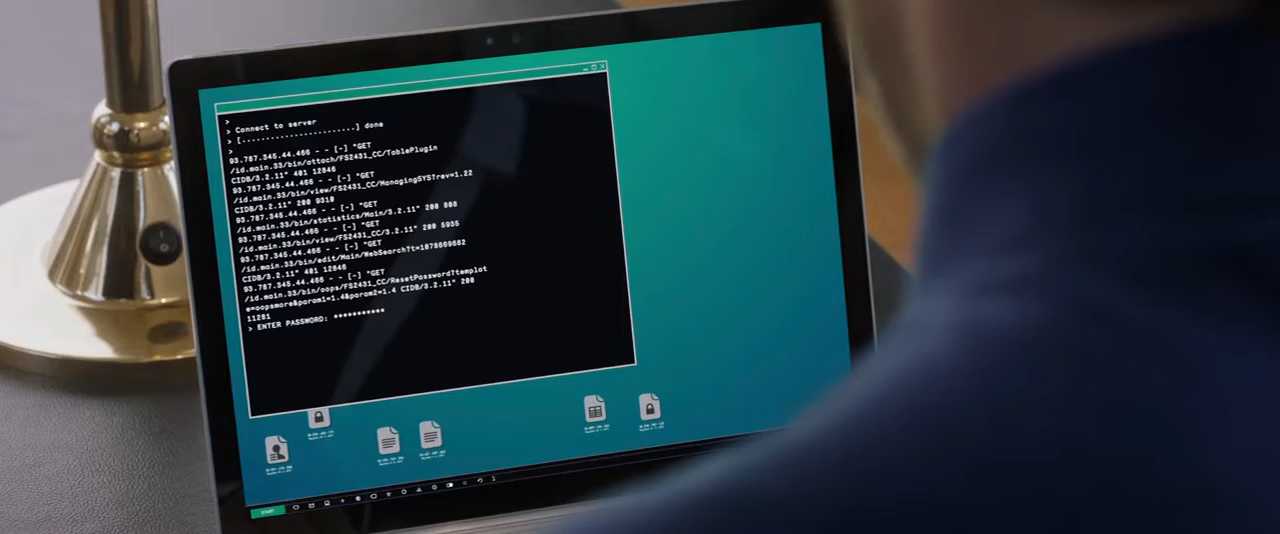 >
> Connect to server
> [.......................] done
>
93.787.345.44.466 - - [-] "GET
/id.main.33/bin/attach/FS2431_CC/TablePlugin
CIDB/3.2.11" 401 12846
93.787.345.44.466 - - [-] "GET
/id.main.33/bin/view/FS2431_CC/ManagingSYS?rev=1.22
CIDB/3.2.11" 200 9310
93.787.345.44.466 - - [-] "GET
/id.main.33/bin/statistics/Main/3.2.11" 200 808
93.787.345.44.466 - - [-] "GET
/id.main.33/bin/view/FS2431_CC/3.2.11" 200 5935
93.787.345.44.466 - - [-] "GET
/id.main.33/bin/edit/Main/WebSearch?t=1078669682
CIDB/3.2.11" 401 12846
93.787.345.44.466 - - [-] "GET
/id.main.33/bin/oops/FS2431_CC/ResetPassword?templat
e=oopsmore&param1=1.4&param2=1.4 CIDB/3.2.11" 200
11281
> ENTER PASSWORD: ***********
START